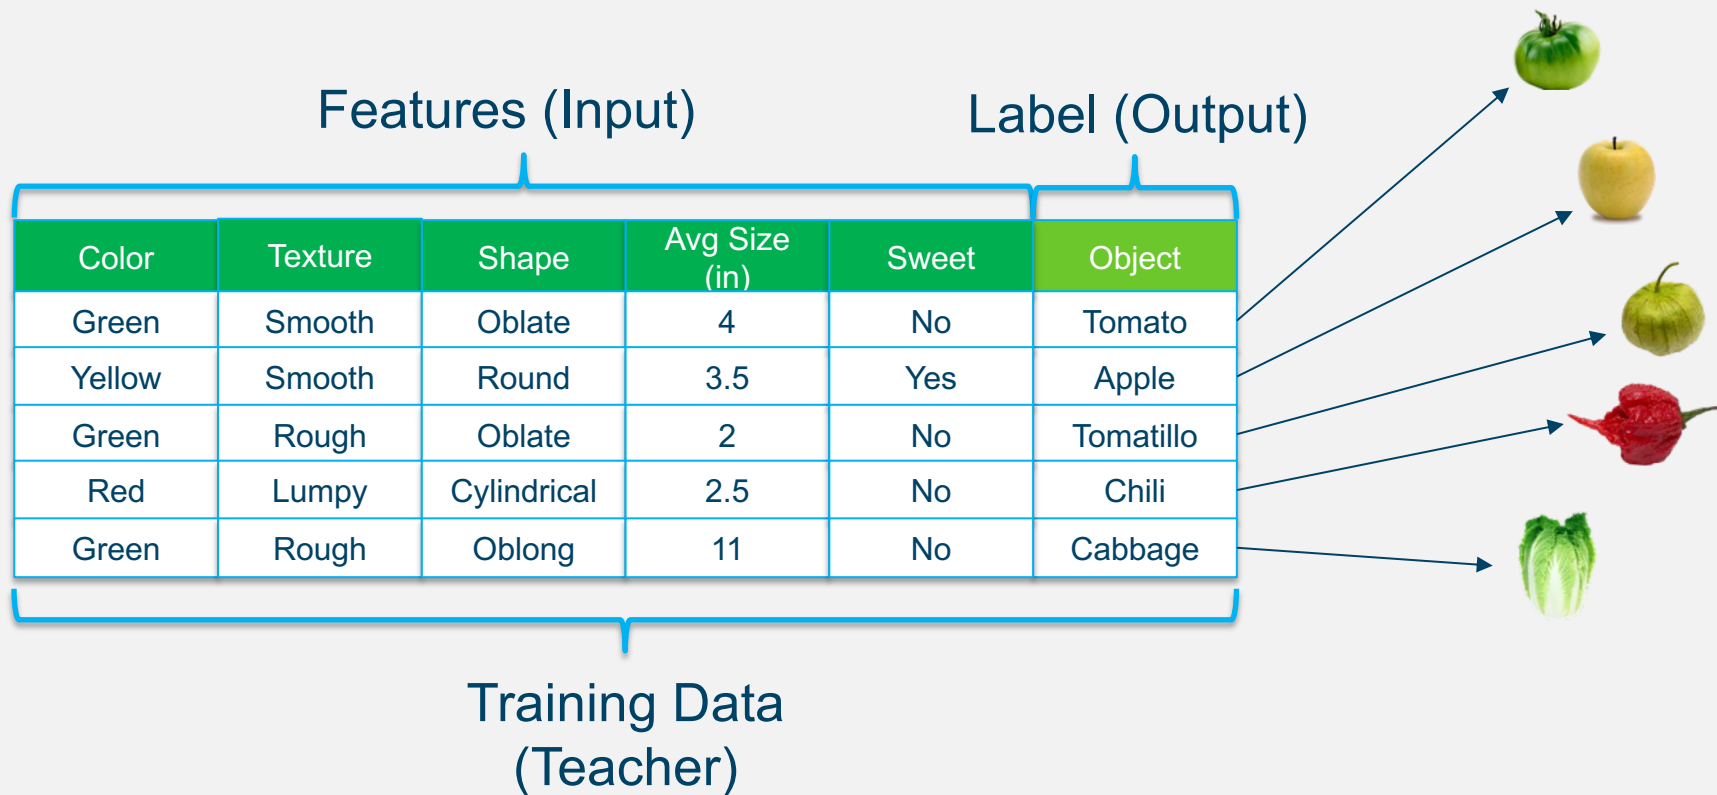 Features (Input)
Label (Output)
Color Texture Shape Avg Size (in) Sweet Object
Green Smooth Oblate 4 No Tomato
Yellow Smooth Round 3.5 Yes Apple
Green Rough Oblate 2 No Tomatillo
Red Lumpy Cylindrical 2.5 No Chili
Green Rough Oblong 11 No Cabbage
Training Data
(Teacher)